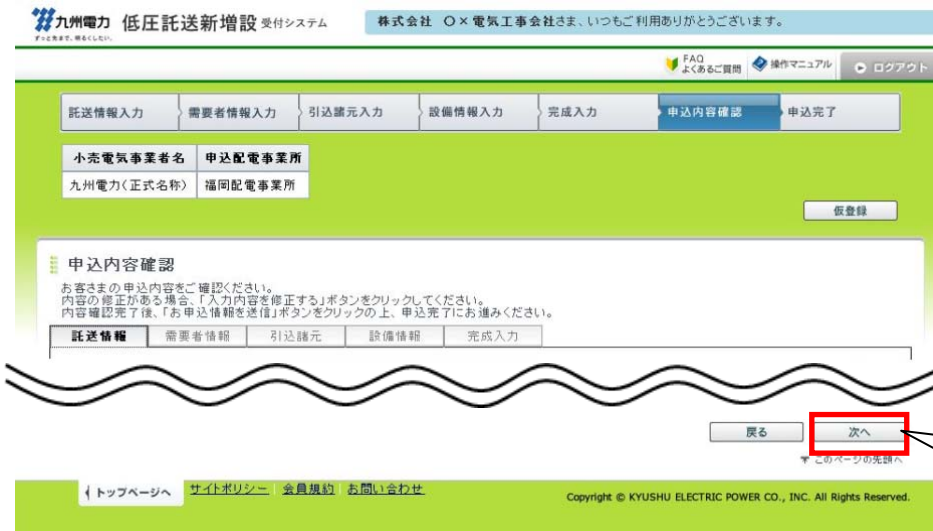 九州電力 低圧託送新増設 受付システム 株式会社 〇×電気工事会社さま、いつもご利用ありがとうございます。
ずっと先まで、明るくしたい。
FAQ よくあるご質問 操作マニュアル ログアウト
託送情報入力 需要者情報入力 引込諸元入力 設備情報入力 完成入力 申込内容確認 申込完了
小売電気事業者名 申込配電事業所
九州電力(正式名称) 福岡配電事業所
仮登録
申込内容確認
お客さまの申込内容をご確認ください。
内容の修正がある場合、「入力内容を修正する」ボタンをクリックしてください。
内容確認完了後、「お申込情報を送信」ボタンをクリックの上、申込完了にお進みください。
託送情報 需要者情報 引込諸元 設備情報 完成入力
戻る 次へ
このページの先頭へ
トップページへ サイトポリシー 会員規約 お問い合わせ Copyright © KYUSHU ELECTRIC POWER CO., INC. All Rights Reserved.